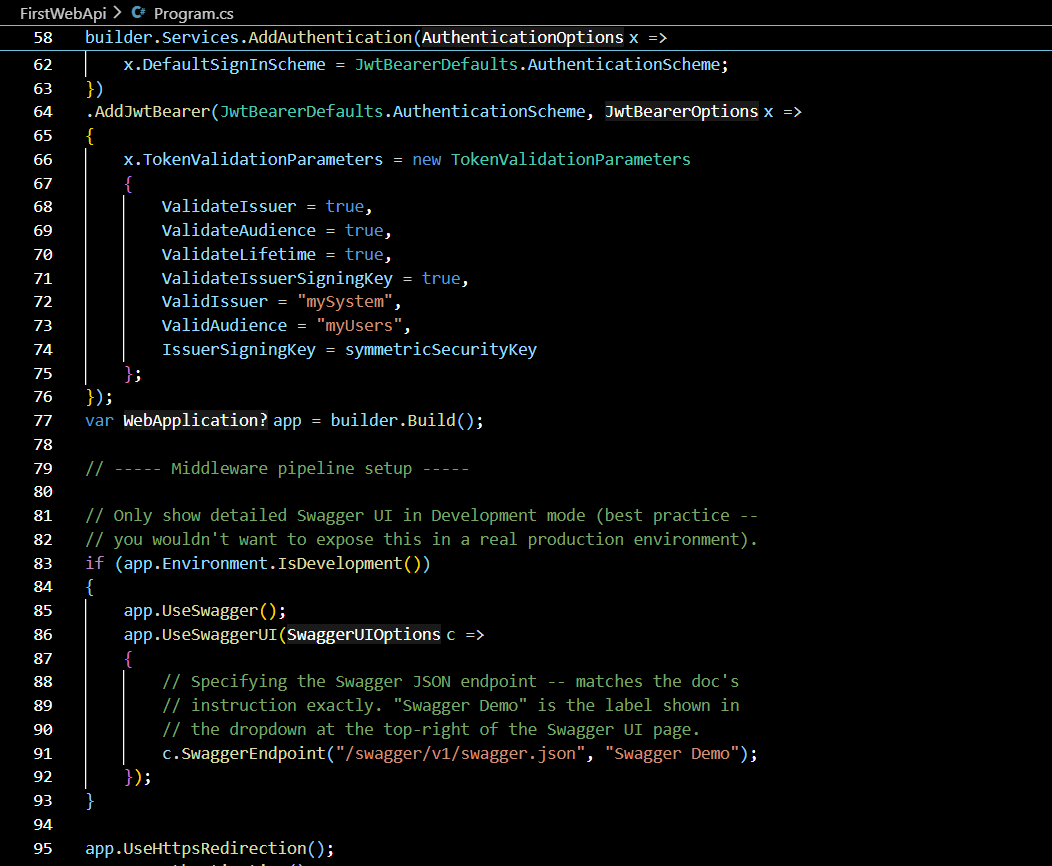 FirstWebApi > C# Program.cs
58 builder.Services.AddAuthentication(AuthenticationOptions x =>
62 x.DefaultSignInScheme = JwtBearerDefaults.AuthenticationScheme;
63 })
64 .AddJwtBearer(JwtBearerDefaults.AuthenticationScheme, JwtBearerOptions x =>
65 {
66 x.TokenValidationParameters = new TokenValidationParameters
67 {
68 ValidateIssuer = true,
69 ValidateAudience = true,
70 ValidateLifetime = true,
71 ValidateIssuerSigningKey = true,
72 ValidIssuer = "mySystem",
73 ValidAudience = "myUsers",
74 IssuerSigningKey = symmetricSecurityKey
75 };
76 });
77 var WebApplication? app = builder.Build();
78
79 // ----- Middleware pipeline setup -----
80
81 // Only show detailed Swagger UI in Development mode (best practice --
82 // you wouldn't want to expose this in a real production environment).
83 if (app.Environment.IsDevelopment())
84 {
85 app.UseSwagger();
86 app.UseSwaggerUI(SwaggerUIOptions c =>
87 {
88 // Specifying the Swagger JSON endpoint -- matches the doc's
89 // instruction exactly. "Swagger Demo" is the label shown in
90 // the dropdown at the top-right of the Swagger UI page.
91 c.SwaggerEndpoint("/swagger/v1/swagger.json", "Swagger Demo");
92 });
93 }
94
95 app.UseHttpsRedirection();